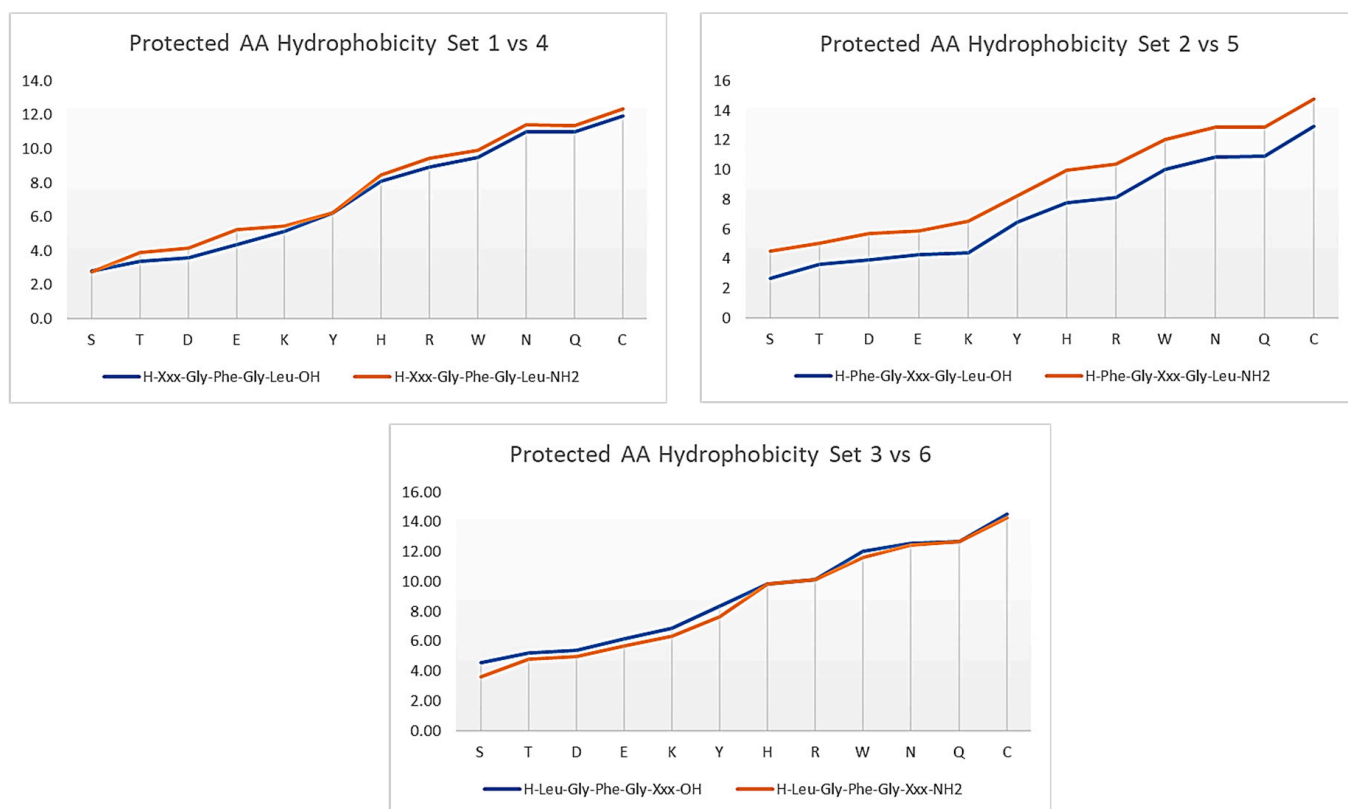 Protected AA Hydrophobicity Set 1 vs 4
14.0
12.0
10.0
8.0
6.0
4.0
2.0
0.0
S T D E K Y H R W N Q C
H-Xxx-Gly-Phe-Gly-Leu-OH H-Xxx-Gly-Phe-Gly-Leu-NH2
Protected AA Hydrophobicity Set 2 vs 5
16
14
12
10
8
6
4
2
0
S T D E K Y H R W N Q C
H-Phe-Gly-Xxx-Gly-Leu-OH H-Phe-Gly-Xxx-Gly-Leu-NH2
Protected AA Hydrophobicity Set 3 vs 6
16.00
14.00
12.00
10.00
8.00
6.00
4.00
2.00
0.00
S T D E K Y H R W N Q C
H-Leu-Gly-Phe-Gly-Xxx-OH H-Leu-Gly-Phe-Gly-Xxx-NH2